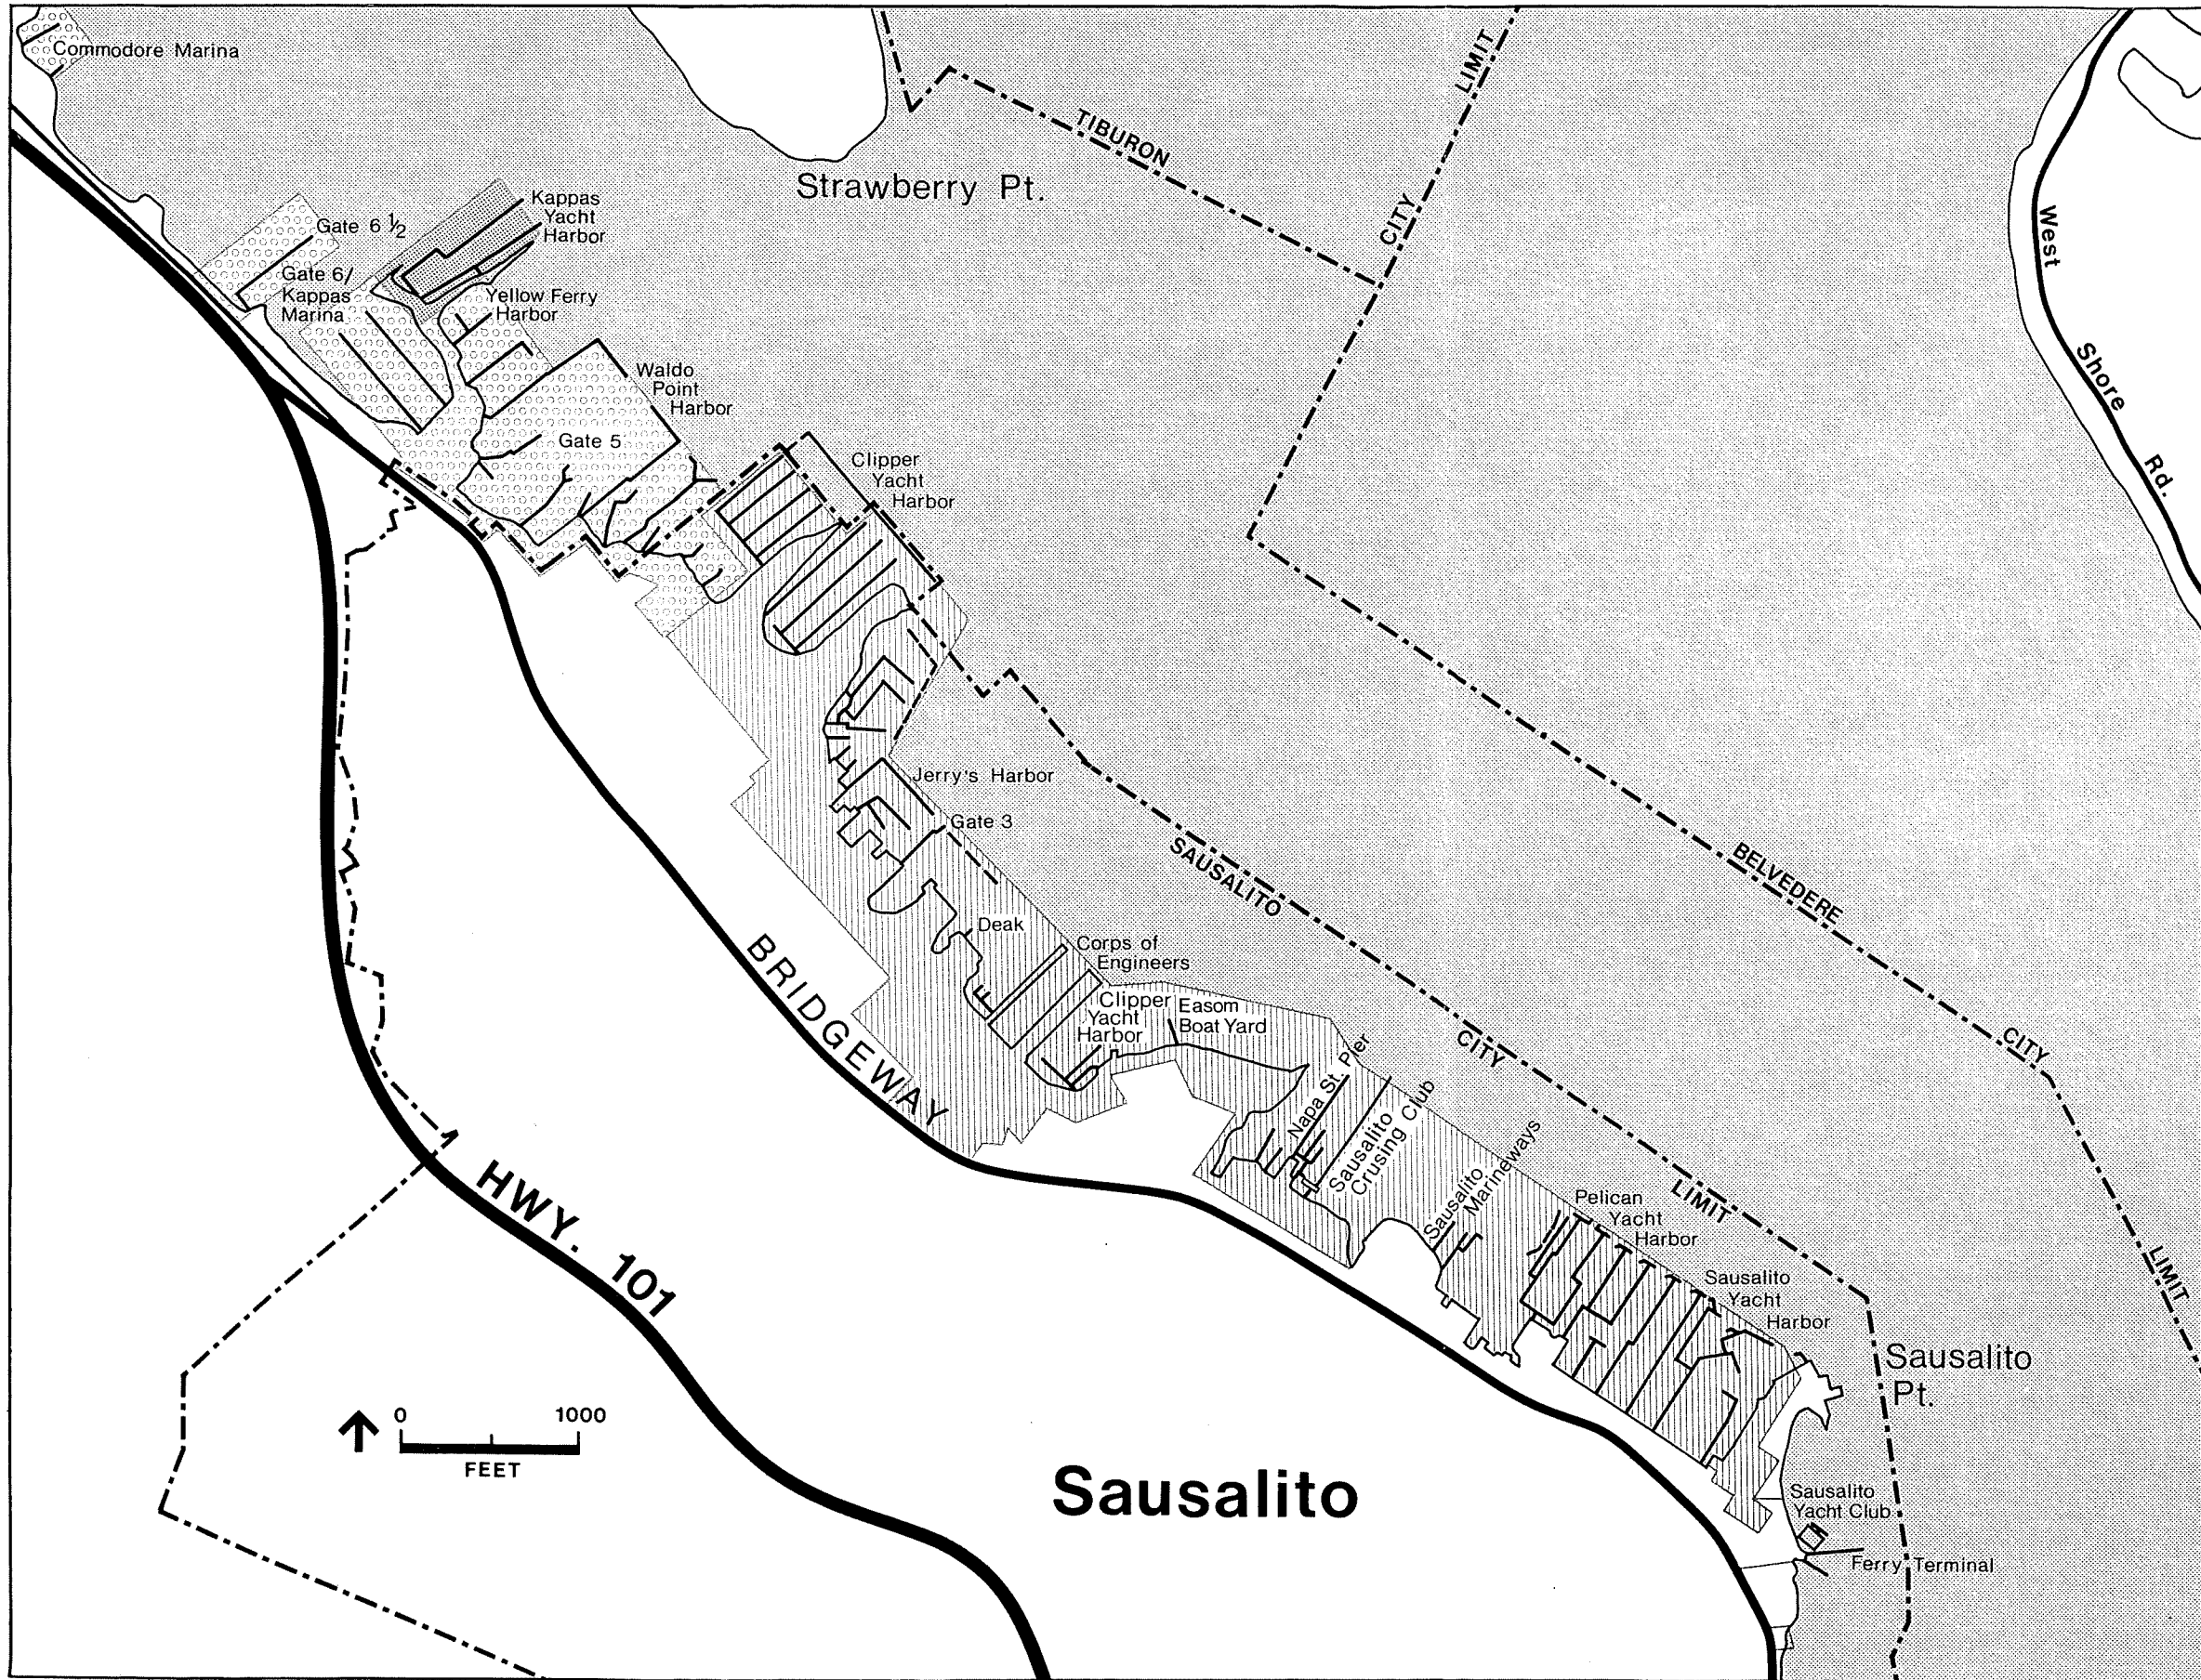 Commodore Marina
Strawberry Pt.
TIBURON
CITY
LIMIT
West
Shore
Rd.
Gate 6 ½
Kappas
Yacht
Harbor
Gate 6/
Kappas
Marina
Yellow Ferry
Harbor
Waldo
Point
Harbor
Gate 5
Clipper
Yacht
Harbor
Jerry's Harbor
Gate 3
SAUSALITO
CITY
LIMIT
BELVEDERE
CITY
LIMIT
Deak
Corps of
Engineers
Clipper
Yacht
Harbor
Easom
Boat Yard
Napa St. Pier
Sausalito
Crusing Club
Sausalito
Marineways
Pelican
Yacht
Harbor
Sausalito
Yacht
Harbor
Sausalito
Pt.
Sausalito
Yacht Club
Ferry Terminal
BRIDGEWAY
HWY. 101
0 1000
FEET
Sausalito